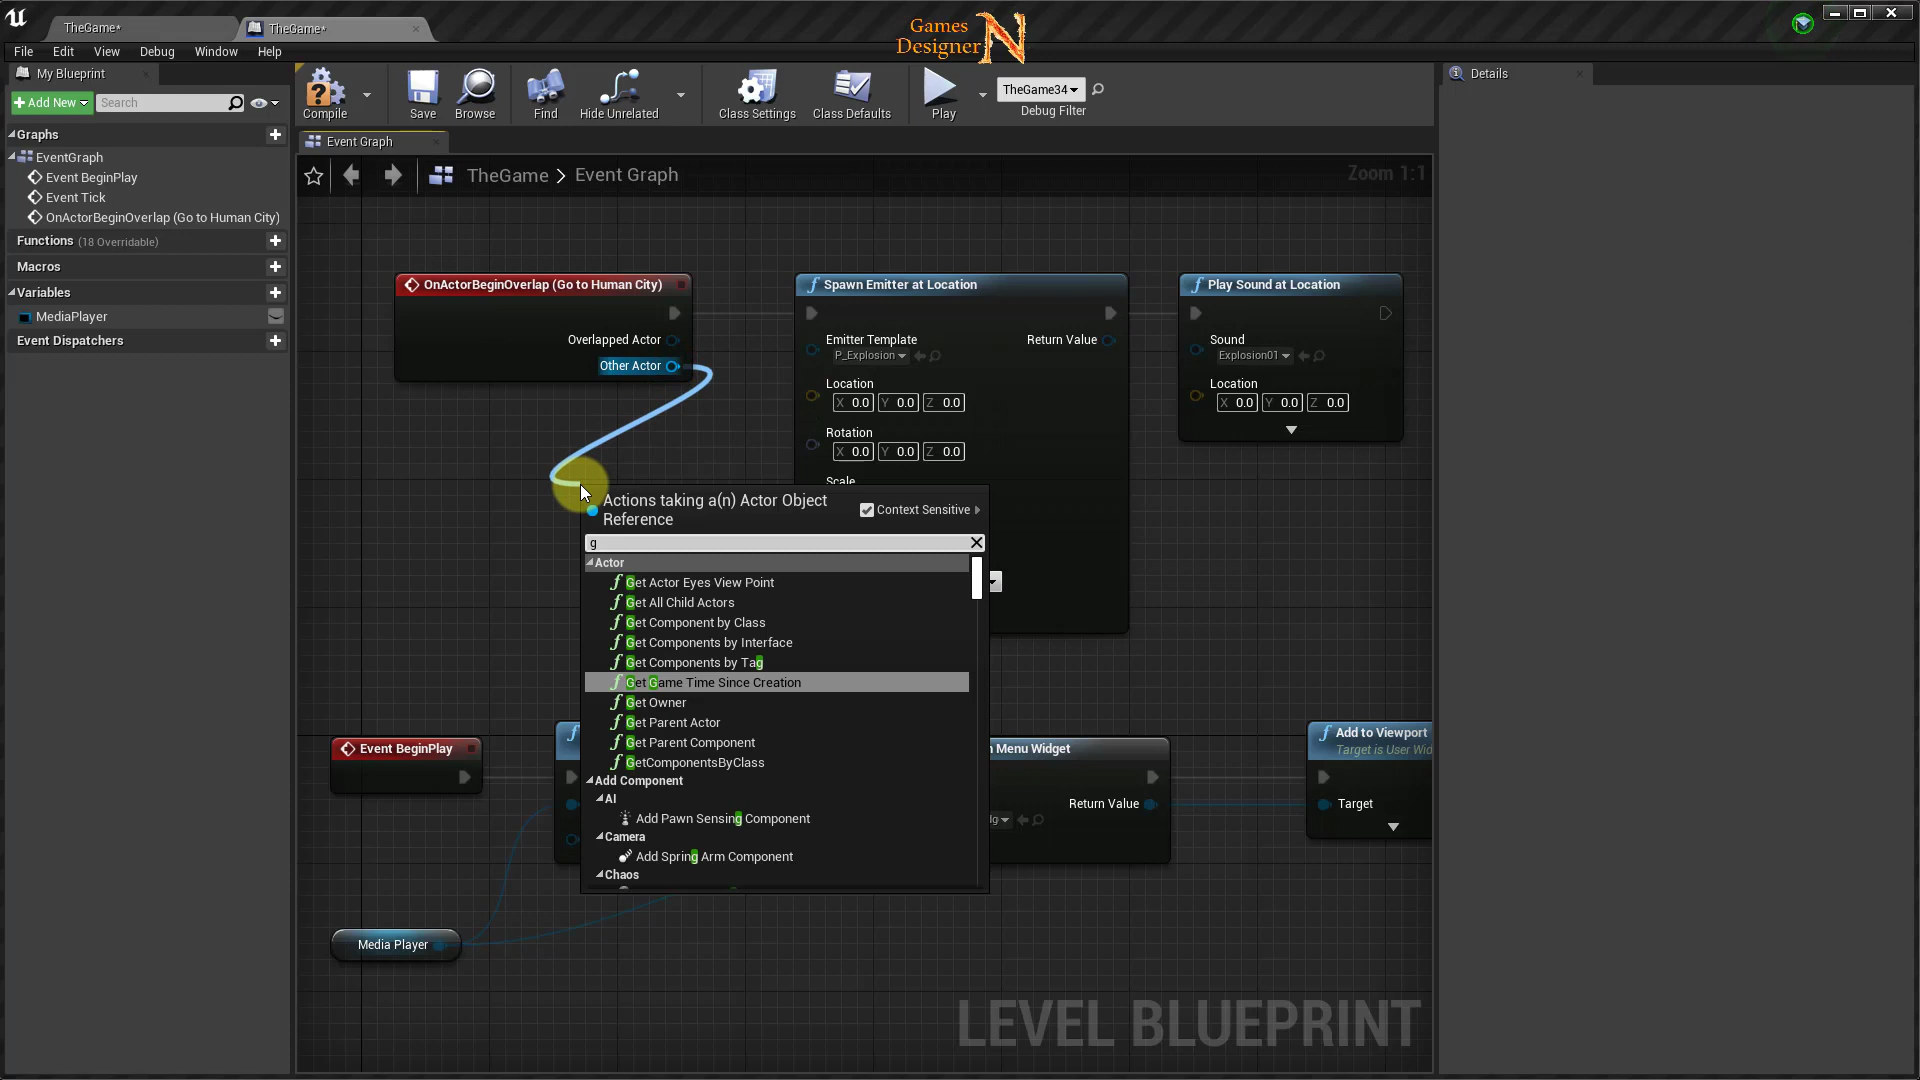 TheGame*
TheGame*
Games
Designer
N
File Edit View Debug Window Help
My Blueprint
Add New
Search
Graphs
EventGraph
Event BeginPlay
Event Tick
OnActorBeginOverlap (Go to Human City)
Functions (18 Overridable)
Macros
Variables
MediaPlayer
Event Dispatchers
Compile
Save
Browse
Find
Hide Unrelated
Class Settings
Class Defaults
Play
TheGame34
Debug Filter
Details
Event Graph
TheGame > Event Graph
Zoom 1:1
OnActorBeginOverlap (Go to Human City)
Overlapped Actor
Other Actor
Spawn Emitter at Location
Emitter Template
P_Explosion
Return Value
Location
X 0.0 Y 0.0 Z 0.0
Rotation
X 0.0 Y 0.0 Z 0.0
Scale
Play Sound at Location
Sound
Explosion01
Location
X 0.0 Y 0.0 Z 0.0
Actions taking a(n) Actor Object
Reference
Context Sensitive
g
Actor
Get Actor Eyes View Point
Get All Child Actors
Get Component by Class
Get Components by Interface
Get Components by Tag
Get Game Time Since Creation
Get Owner
Get Parent Actor
Get Parent Component
GetComponentsByClass
Add Component
AI
Add Pawn Sensing Component
Camera
Add Spring Arm Component
Chaos
Event BeginPlay
Menu Widget
Return Value
Add to Viewport
Target is User Wid
Target
Media Player
LEVEL BLUEPRINT